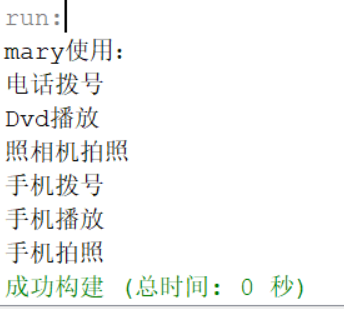 run:
mary使用:
电话拨号
Dvd播放
照相机拍照
手机拨号
手机播放
手机拍照
成功构建 (总时间: 0 秒)